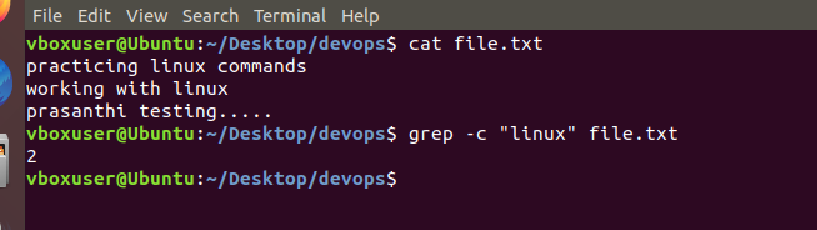 File Edit View Search Terminal Help
vboxuser@Ubuntu:~/Desktop/devops$ cat file.txt
practicing linux commands
working with linux
prasanthi testing.....
vboxuser@Ubuntu:~/Desktop/devops$ grep -c "linux" file.txt
2
vboxuser@Ubuntu:~/Desktop/devops$